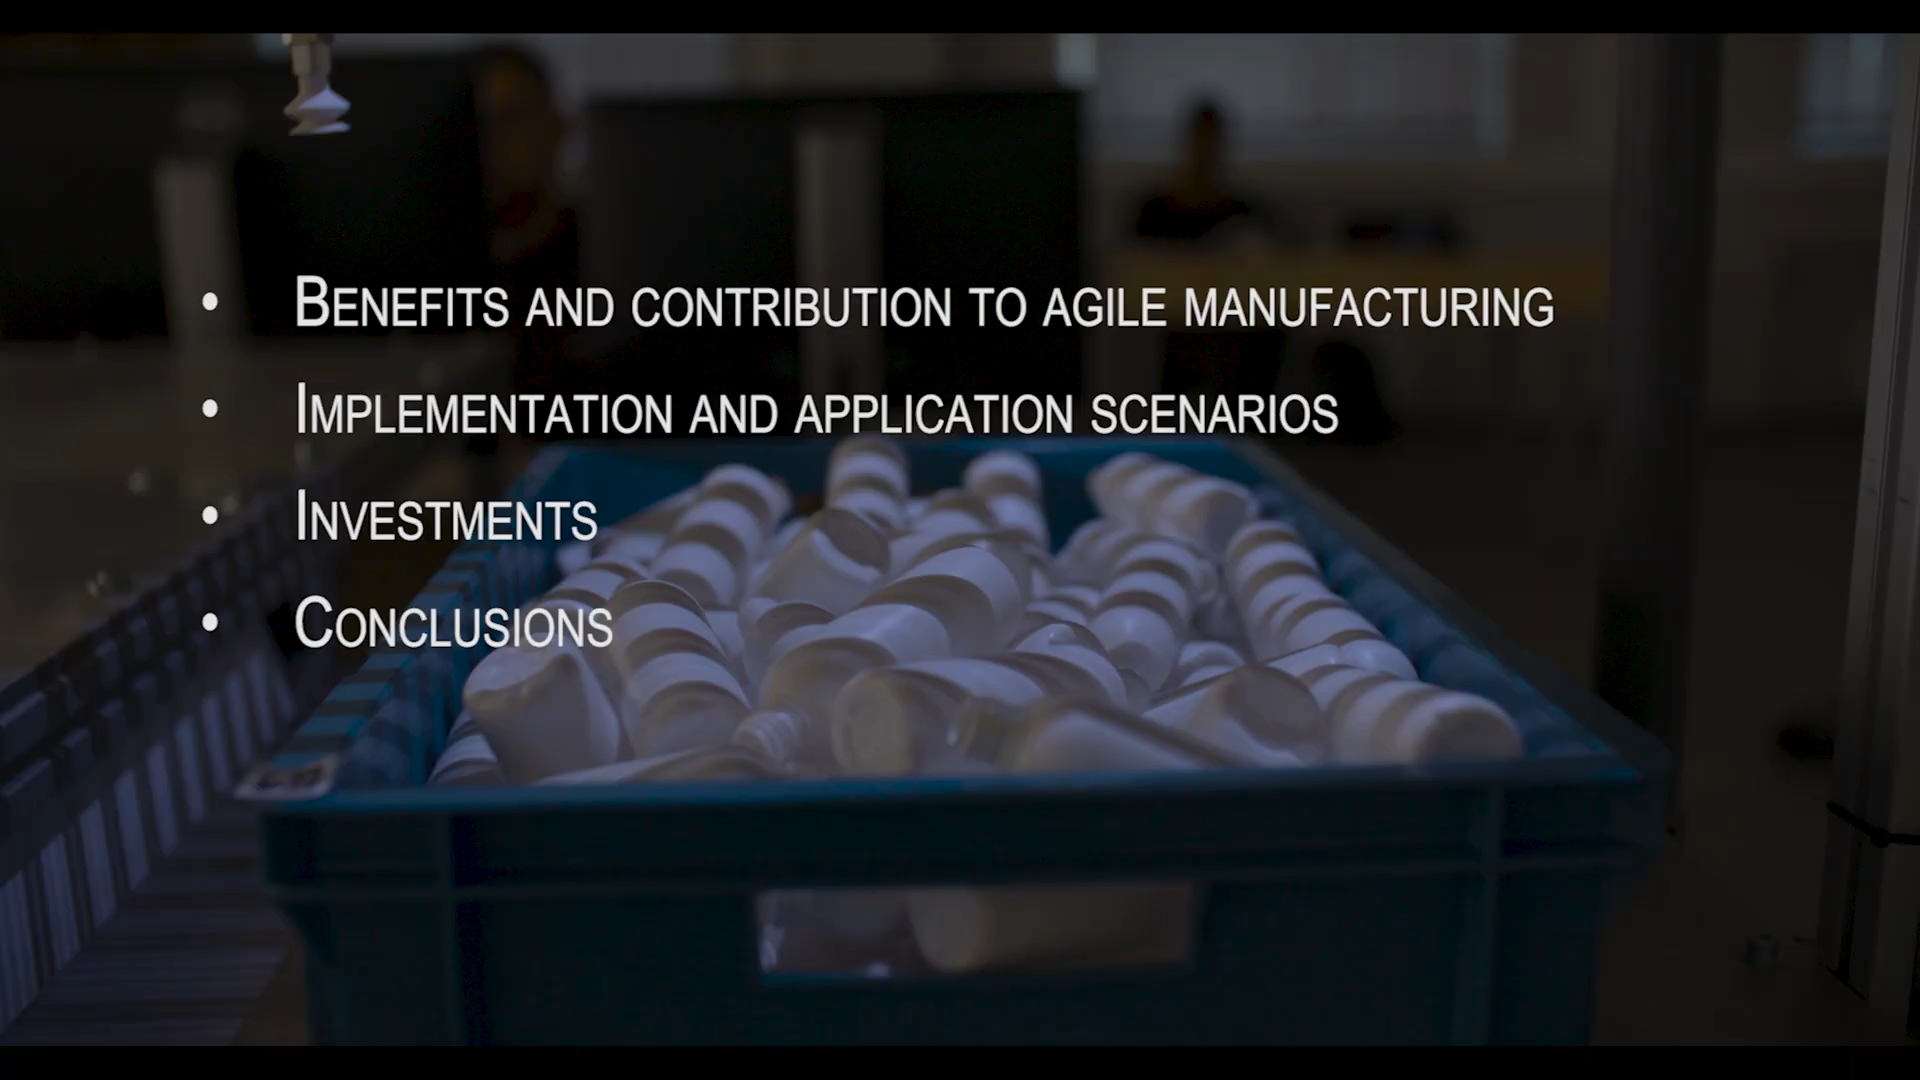 • Benefits and contribution to agile manufacturing
• Implementation and application scenarios
• Investments
• Conclusions